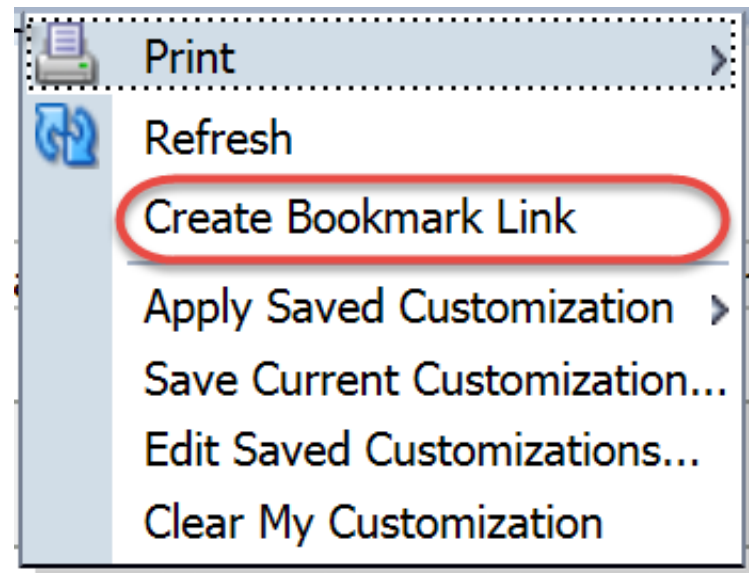 Print
Refresh
Create Bookmark Link
Apply Saved Customization
Save Current Customization...
Edit Saved Customizations...
Clear My Customization